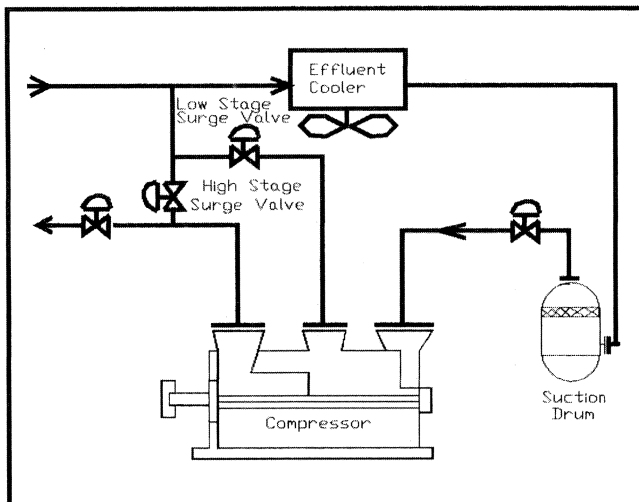 Effluent
Cooler
Low Stage
Surge Valve
High Stage
Surge Valve
Compressor
Suction
Drum